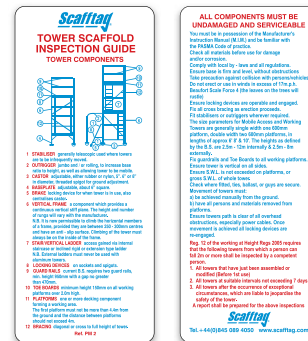 Scafftag
TOWER SCAFFOLD
INSPECTION GUIDE
TOWER COMPONENTS
1 STABILISER generally telescopic used where towers
are to be infrequently moved.
2 OUTRIGGER (under and / or rolling, to increase base
ratio to height, as well as allowing tower to be mobile.
3 CASTOR adjustable, either rubber or nylon, 5", 6" or 8"
in diameter, threaded output for ground adjustment.
4 BASEPLATE adjustable, about 6" square.
5 BRAKE locking device for when tower is in use, also
centralises castor.
6 VERTICAL FRAME a component which provides a
continuous vertical stiff plane. The height and number
of rungs will vary with the manufacturers.
N.B. It is now permissible to climb the horizontal members
of a frame, provided they are between 230 - 300mm centres
and have an anti - slip surface. Climbing of the tower must
always be on the inside of the tower.
7 STAIR/VERTICAL LADDER access gained via internal
staircase or inclined right or extension type ladder.
N.B. External ladders must never be used with
aluminium towers.
8 LOCKING DEVICES on sockets and spigots.
9 GUARD RAILS current B.S. requires two guard rails,
min. height 950mm with a gap no greater
than 470mm.
10 TOE BOARDS minimum height 150mm on all working
platforms over 2.0m high.
11 PLATFORMS one or more decking component
forming a working area.
The first platform must not be more than 4.4m from
the ground and the distance between platforms
should not exceed 4m.
12 BRACING diagonal or cross to full height of tower.
Ref. PSI 2
ALL COMPONENTS MUST BE
UNDAMAGED AND SERVICEABLE
You must be in possession of the Manufacturer's
Instruction Manual (M.I.M.) and be familiar with
the PASMA Code of practice.
Check all materials before use for damage
and/or corrosion.
Comply with local by - laws and all regulations.
Ensure base is firm and level, without obstructions
Take precaution against collision with persons/vehicles
Do not erect or use in winds in excess of 17m.p.h.
Beaufort Scale Force 4 (the leaves on the trees will
rustle)
Ensure locking devices are operable and engaged.
Fix all cross bracing as erection proceeds.
Fit stabilisers or outriggers wherever required.
The size parameters for Mobile Access and Working
Towers are generally single width one 600mm
platform, double width two 600mm platforms, in
lengths of approx 6' 8' & 10'. The heights as defined
by the B.S. are 2.5m - 12m internally & 2.5m - 8m
externally.
Fix guardrails and Toe Boards to all working platforms.
Ensure tower is vertical on all sides.
Ensure S.W.L. is not exceeded on platforms, or
gross S.W.L. of whole tower.
Check where fitted, ties, ballast, or guys are secure.
Movement of towers must:
a) be achieved manually from the ground.
b) have all persons and materials removed from
platforms.
Ensure towers path is clear of all overhead
obstructions, especially power cables. Once
movement is achieved all locking devices are
re-engaged.
Reg. 12 of the working at Height Regs 2005 requires
that the following towers from which a person can
fall 2m or more shall be inspected by a competent
person.
1. All towers that have just been assembled or
modified (Before 1st use)
2. All towers at suitable intervals not exceeding 7 days.
3. All towers after the occurrence of exceptional
circumstances, which are liable to jeopardise the
safety of the tower.
A report shall be prepared for the above inspections
Scafftag
Tel. +44(0)845 089 4030 www.scafftag.com